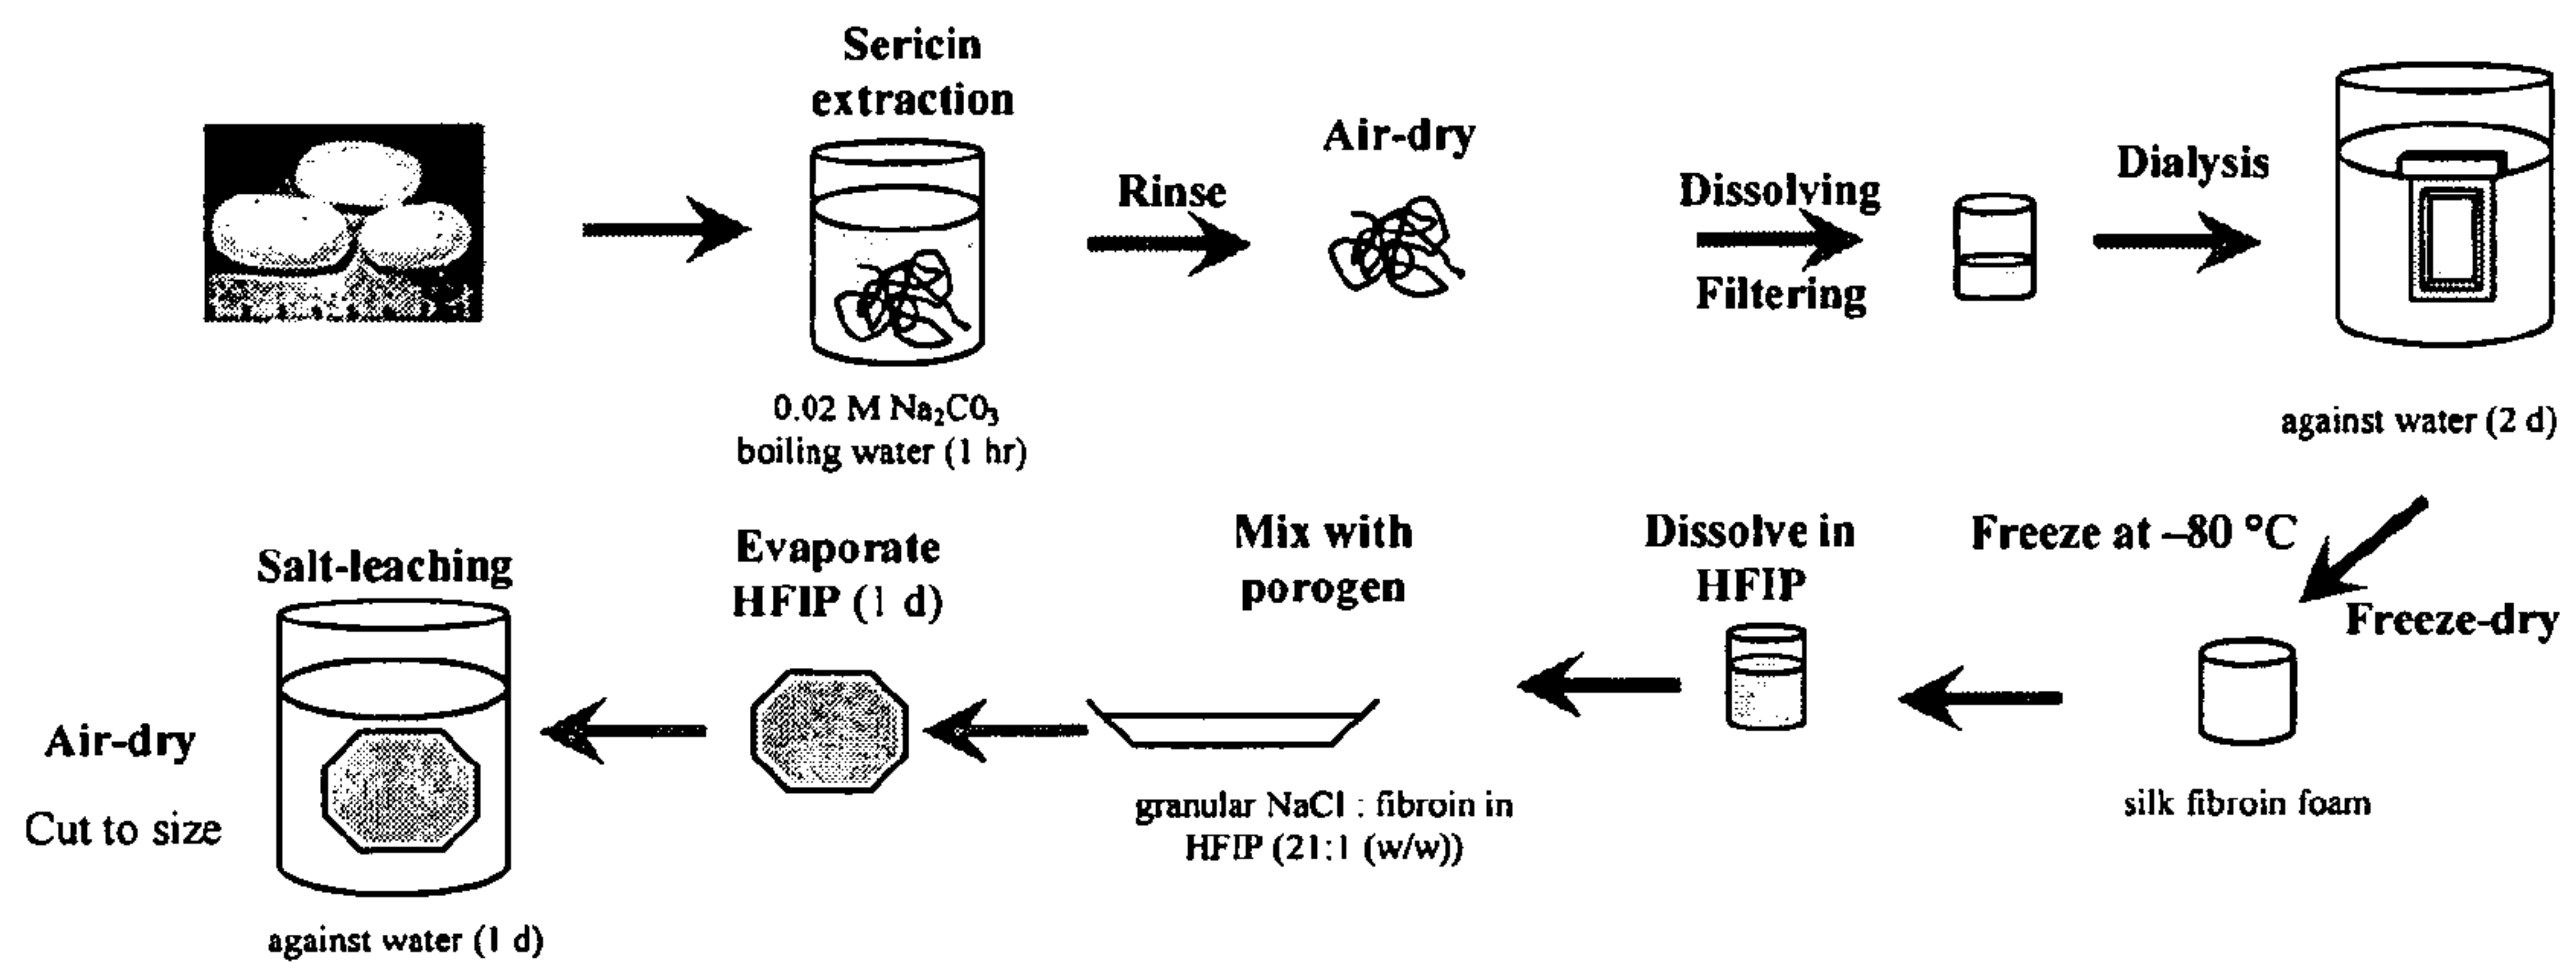 Sericin
extraction
0.02 M Na₂CO₃
boiling water (1 hr)
Rinse
Air-dry
Dissolving
Filtering
Dialysis
against water (2 d)
Freeze at –80 °C
Freeze-dry
silk fibroin foam
Dissolve in
HFIP
Mix with
porogen
granular NaCl : fibroin in
HFIP (21:1 (w/w))
Evaporate
HFIP (1 d)
Salt-leaching
against water (1 d)
Air-dry
Cut to size